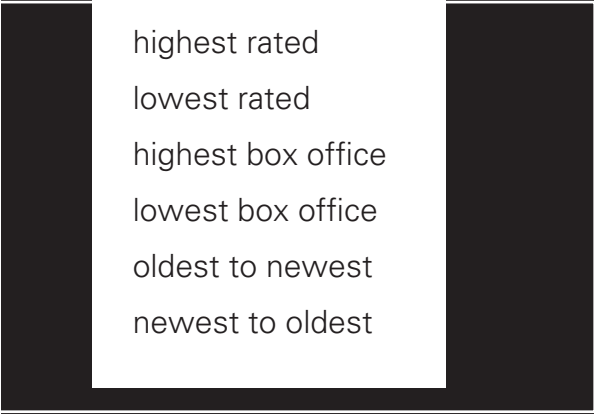 highest rated
lowest rated
highest box office
lowest box office
oldest to newest
newest to oldest